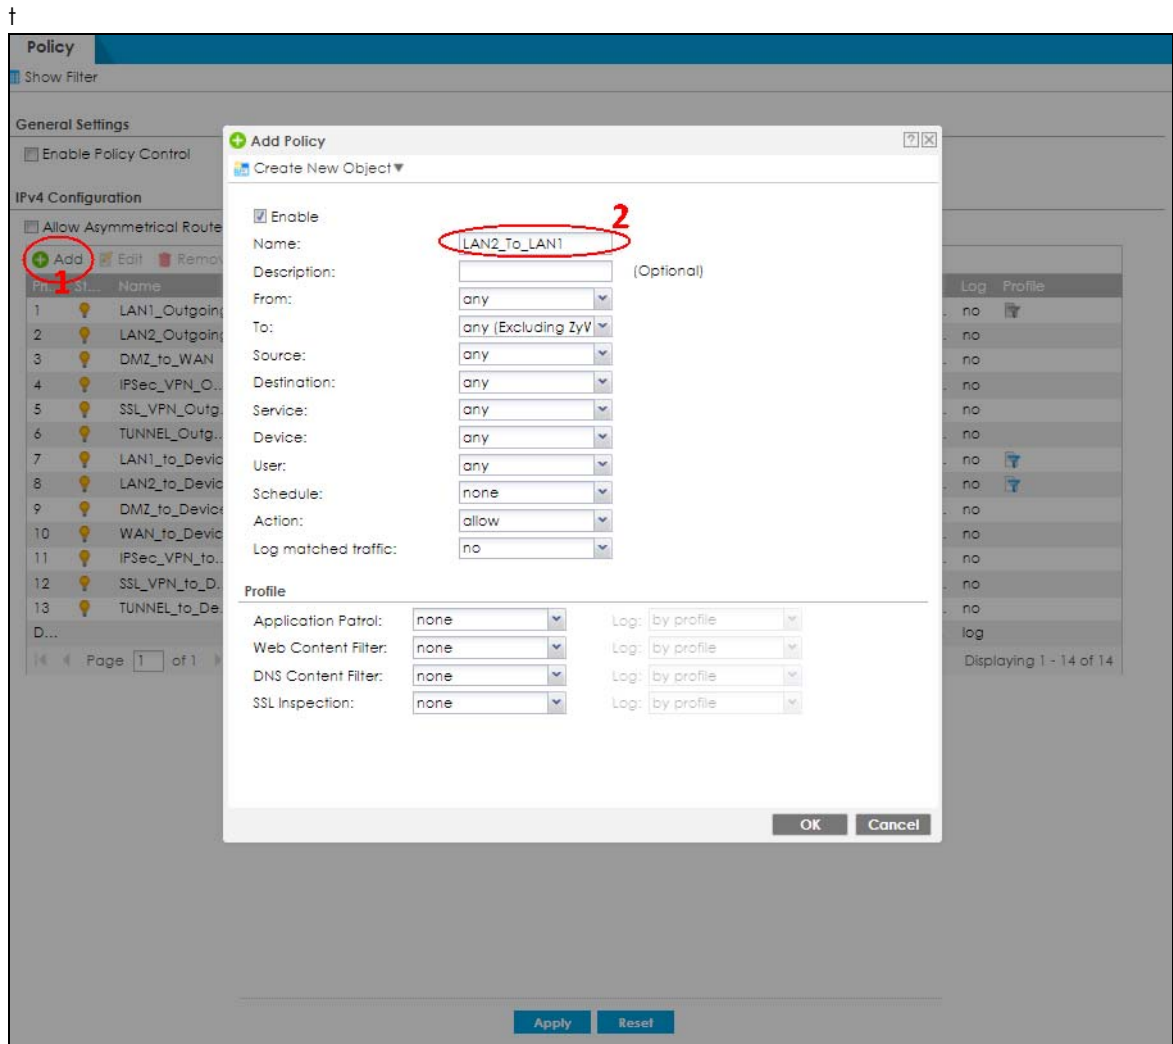 †
Policy
Show Filter
General Settings
Enable Policy Control
IPv4 Configuration
Allow Asymmetrical Route
Add Edit Remov
1
Pri... St... Name Log Profile
1 LAN1_Outgoing no
2 LAN2_Outgoing . no
3 DMZ_to_WAN . no
4 IPSec_VPN_O... . no
5 SSL_VPN_Outg. . no
6 TUNNEL_Outg.. . no
7 LAN1_to_Devic . no
8 LAN2_to_Devic . no
9 DMZ_to_Device . no
10 WAN_to_Devic . no
11 IPSec_VPN_to.. . no
12 SSL_VPN_to_D. . no
13 TUNNEL_to_De. . no
D... log
Page 1 of 1 Displaying 1 - 14 of 14
Add Policy
Create New Object
Enable
2
Name: LAN2_To_LAN1
Description: (Optional)
From: any
To: any (Excluding ZyW
Source: any
Destination: any
Service: any
Device: any
User: any
Schedule: none
Action: allow
Log matched traffic: no
Profile
Application Patrol: none Log: by profile
Web Content Filter: none Log: by profile
DNS Content Filter: none Log: by profile
SSL Inspection: none Log: by profile
OK Cancel
Apply Reset